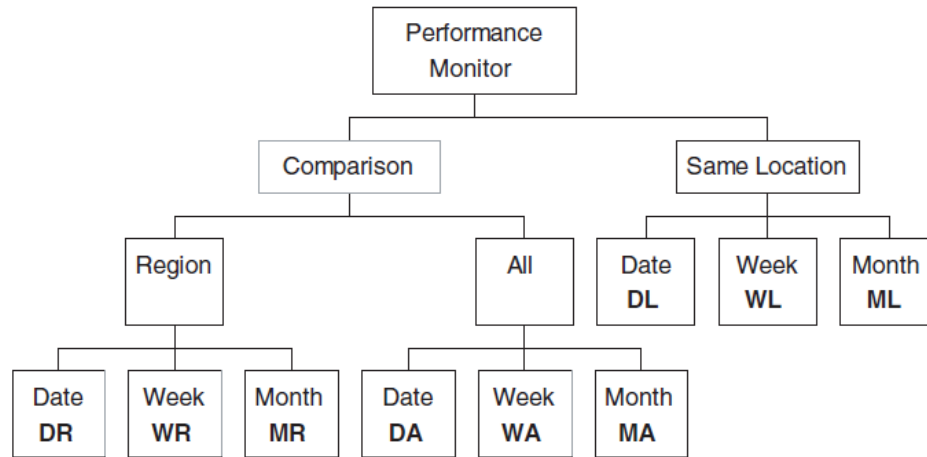 Performance
Monitor
Comparison
Same Location
Region
All
Date
DL
Week
WL
Month
ML
Date
DR
Week
WR
Month
MR
Date
DA
Week
WA
Month
MA